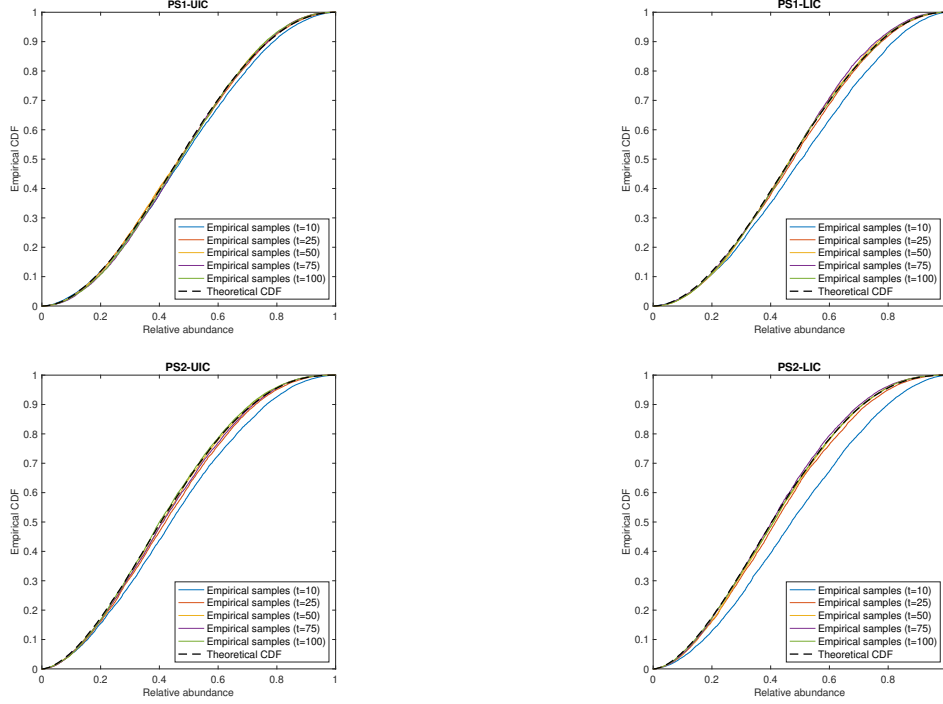 PS1-UIC
1
0.9
0.8
0.7
0.6
0.5
0.4
0.3
0.2
0.1
0
Empirical CDF
Empirical samples (t=10)
Empirical samples (t=25)
Empirical samples (t=50)
Empirical samples (t=75)
Empirical samples (t=100)
Theoretical CDF
0 0.2 0.4 0.6 0.8 1
Relative abundance
PS1-LIC
1
0.9
0.8
0.7
0.6
0.5
0.4
0.3
0.2
0.1
0
Empirical CDF
Empirical samples (t=10)
Empirical samples (t=25)
Empirical samples (t=50)
Empirical samples (t=75)
Empirical samples (t=100)
Theoretical CDF
0 0.2 0.4 0.6 0.8
Relative abundance
PS2-UIC
1
0.9
0.8
0.7
0.6
0.5
0.4
0.3
0.2
0.1
0
Empirical CDF
Empirical samples (t=10)
Empirical samples (t=25)
Empirical samples (t=50)
Empirical samples (t=75)
Empirical samples (t=100)
Theoretical CDF
0 0.2 0.4 0.6 0.8 1
Relative abundance
PS2-LIC
1
0.9
0.8
0.7
0.6
0.5
0.4
0.3
0.2
0.1
0
Empirical CDF
Empirical samples (t=10)
Empirical samples (t=25)
Empirical samples (t=50)
Empirical samples (t=75)
Empirical samples (t=100)
Theoretical CDF
0 0.2 0.4 0.6 0.8
Relative abundance